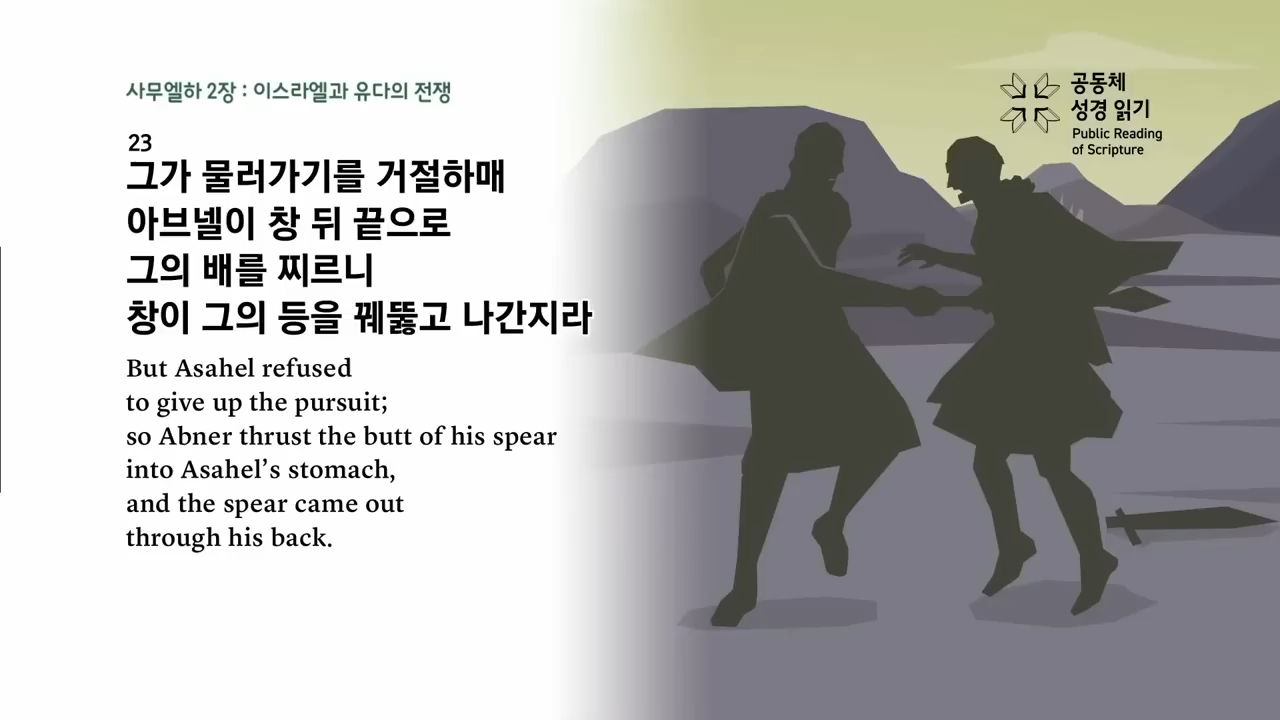 사무엘하 2장 : 이스라엘과 유다의 전쟁
23
그가 물러가기를 거절하매
아브넬이 창 뒤 끝으로
그의 배를 찌르니
창이 그의 등을 꿰뚫고 나간지라
But Asahel refused
to give up the pursuit;
so Abner thrust the butt of his spear
into Asahel’s stomach,
and the spear came out
through his back.
공동체
성경 읽기
Public Reading
of Scripture